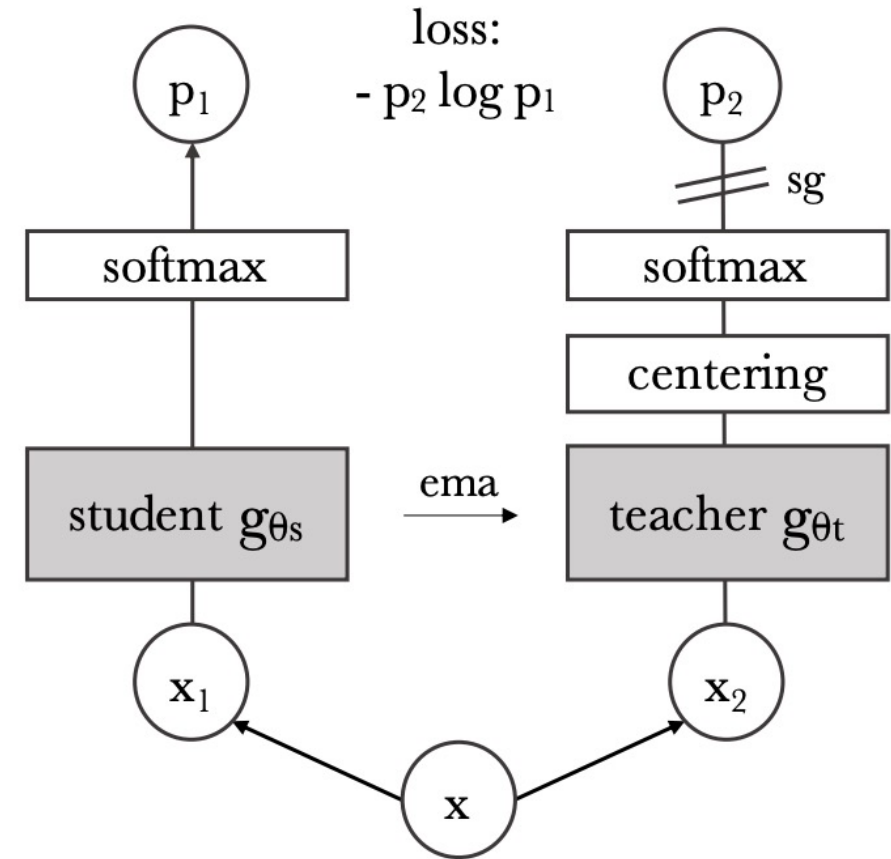 loss:
- p₂ log p₁
p₁
p₂
sg
softmax
softmax
centering
student gθs
ema
teacher gθt
x₁
x₂
x